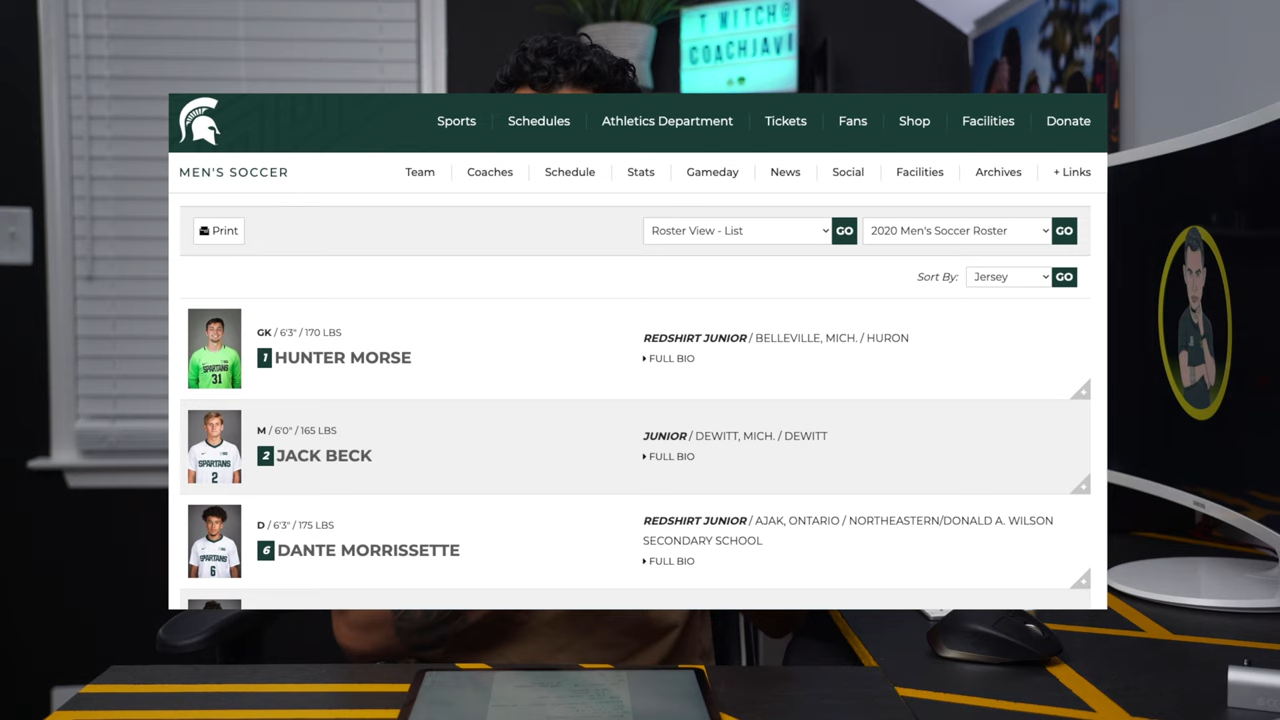 T WITCH@
COACHJAVI
Sports Schedules Athletics Department Tickets Fans Shop Facilities Donate
MEN'S SOCCER Team Coaches Schedule Stats Gameday News Social Facilities Archives + Links
Print Roster View - List GO 2020 Men's Soccer Roster GO
Sort By: Jersey GO
GK / 6'3" / 170 LBS
1 HUNTER MORSE
REDSHIRT JUNIOR / BELLEVILLE, MICH. / HURON
FULL BIO
SPARTANS
31
M / 6'0" / 165 LBS
2 JACK BECK
JUNIOR / DEWITT, MICH. / DEWITT
FULL BIO
SPARTANS
2
D / 6'3" / 175 LBS
6 DANTE MORRISSETTE
REDSHIRT JUNIOR / AJAK, ONTARIO / NORTHEASTERN/DONALD A. WILSON
SECONDARY SCHOOL
FULL BIO
SPARTANS
6